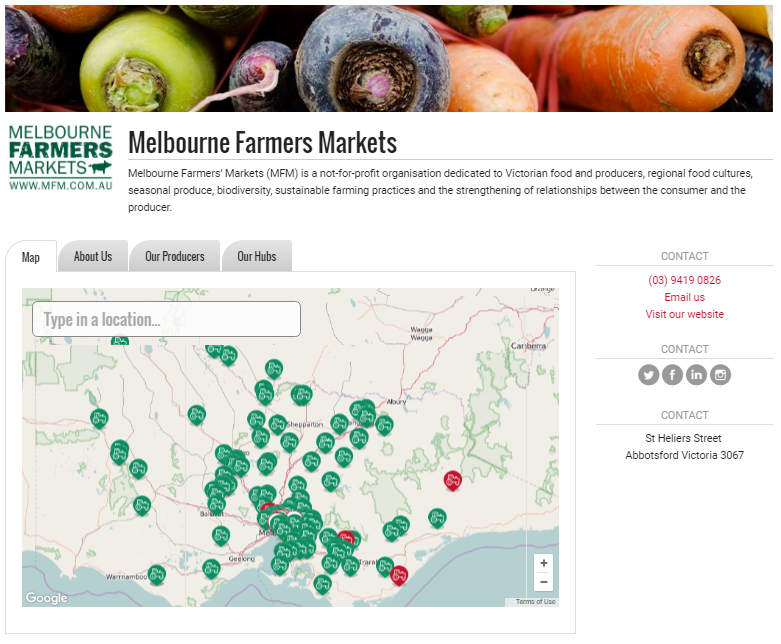 MELBOURNE
FARMERS
MARKETS
WWW.MFM.COM.AU
Melbourne Farmers Markets
Melbourne Farmers' Markets (MFM) is a not-for-profit organisation dedicated to Victorian food and producers, regional food cultures,
seasonal produce, biodiversity, sustainable farming practices and the strengthening of relationships between the consumer and the
producer.
Map
About Us
Our Producers
Our Hubs
Type in a location...
Orange
Wagga
Wagga
Canberra
Albury
Shepparton
Geelong
Warrnambool
+
−
Google
Terms of Use
CONTACT
(03) 9419 0826
Email us
Visit our website
CONTACT
CONTACT
St Heliers Street
Abbotsford Victoria 3067